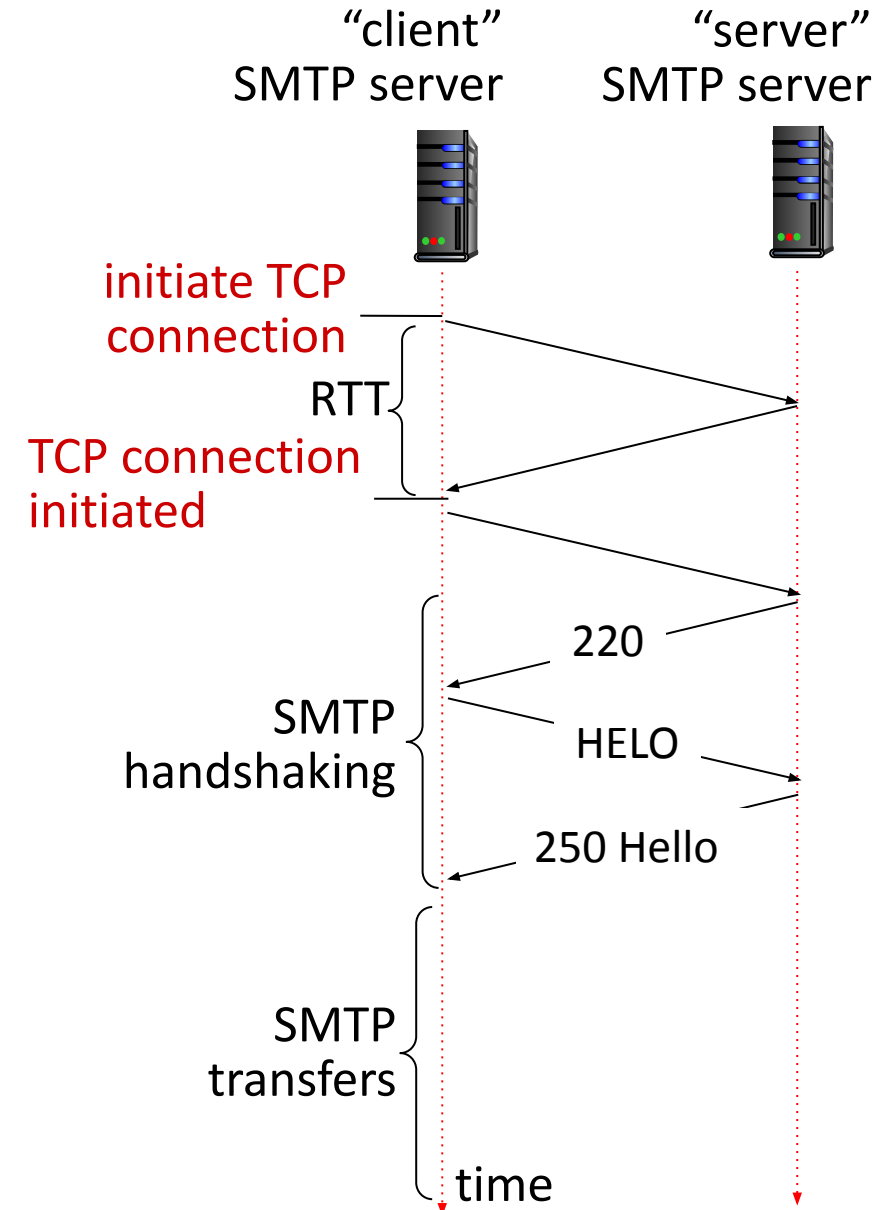 “client”
SMTP server
“server”
SMTP server
initiate TCP
connection
RTT
TCP connection
initiated
220
SMTP
handshaking
HELO
250 Hello
SMTP
transfers
time